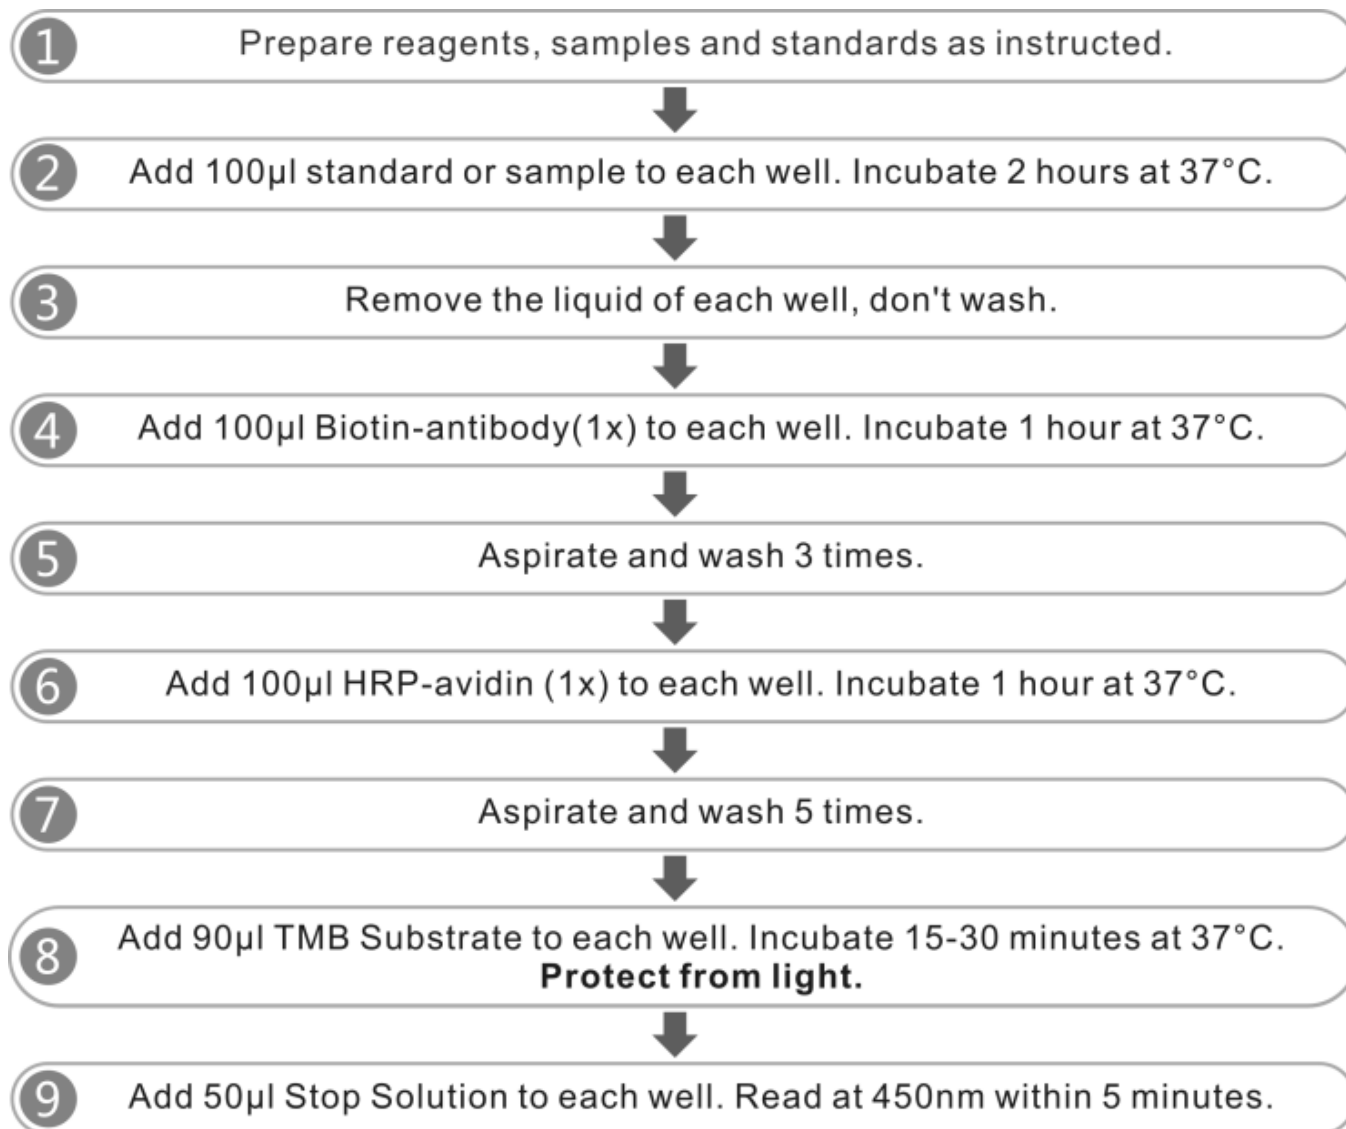 1 Prepare reagents, samples and standards as instructed.
2 Add 100µl standard or sample to each well. Incubate 2 hours at 37°C.
3 Remove the liquid of each well, don't wash.
4 Add 100µl Biotin-antibody(1x) to each well. Incubate 1 hour at 37°C.
5 Aspirate and wash 3 times.
6 Add 100µl HRP-avidin (1x) to each well. Incubate 1 hour at 37°C.
7 Aspirate and wash 5 times.
8 Add 90µl TMB Substrate to each well. Incubate 15-30 minutes at 37°C.
Protect from light.
9 Add 50µl Stop Solution to each well. Read at 450nm within 5 minutes.